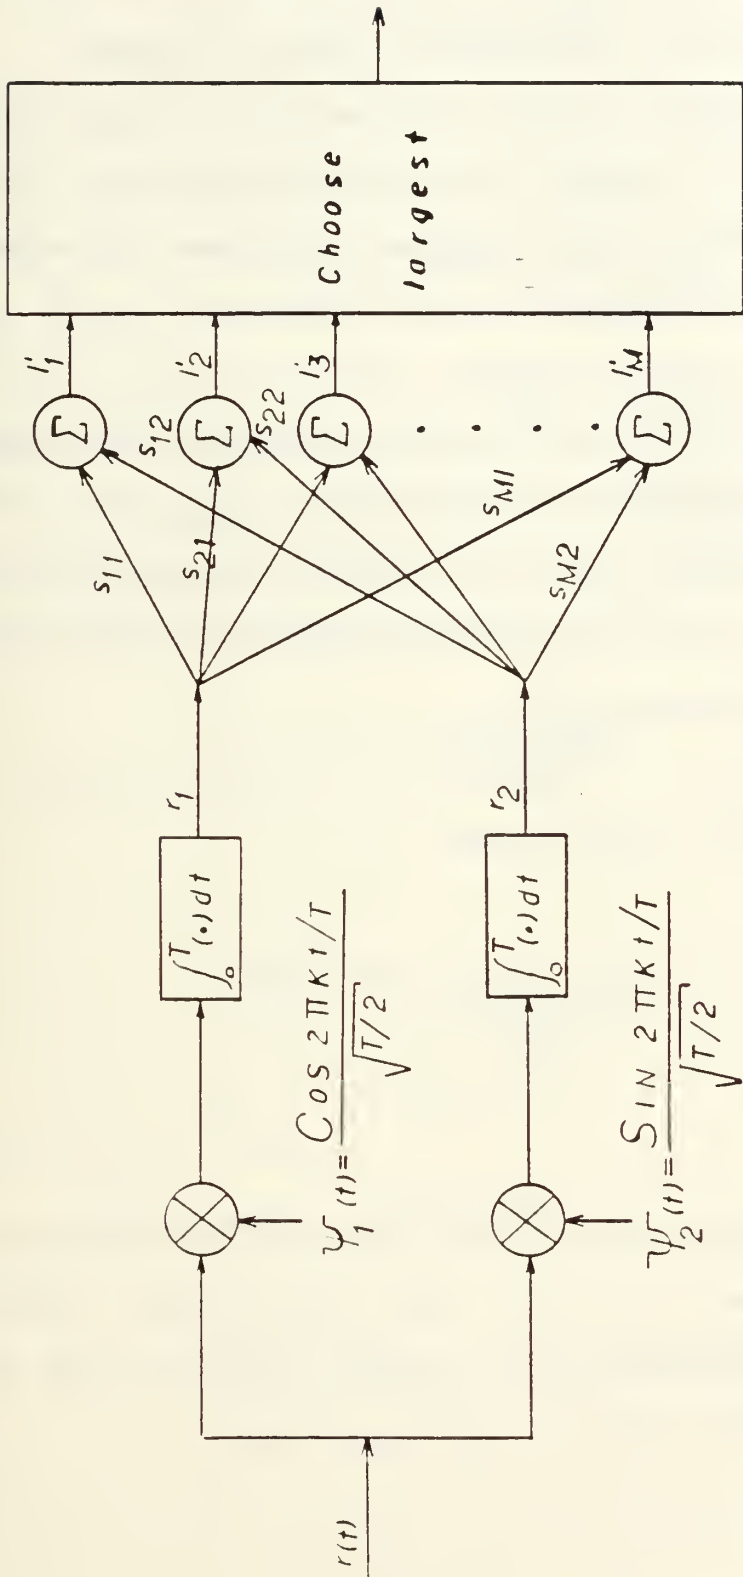 r(t)
ψ₁(t) = Cos 2πKt/T / √T/2
ψ₂(t) = Sin 2πKt/T / √T/2
∫₀ᵀ(·)dt
∫₀ᵀ(·)dt
r₁
r₂
s₁₁
s₂₁
s₁₂
s₂₂
sM1
sM2
Σ
Σ
Σ
Σ
l'₁
l'₂
l'₃
l'M
Choose
largest